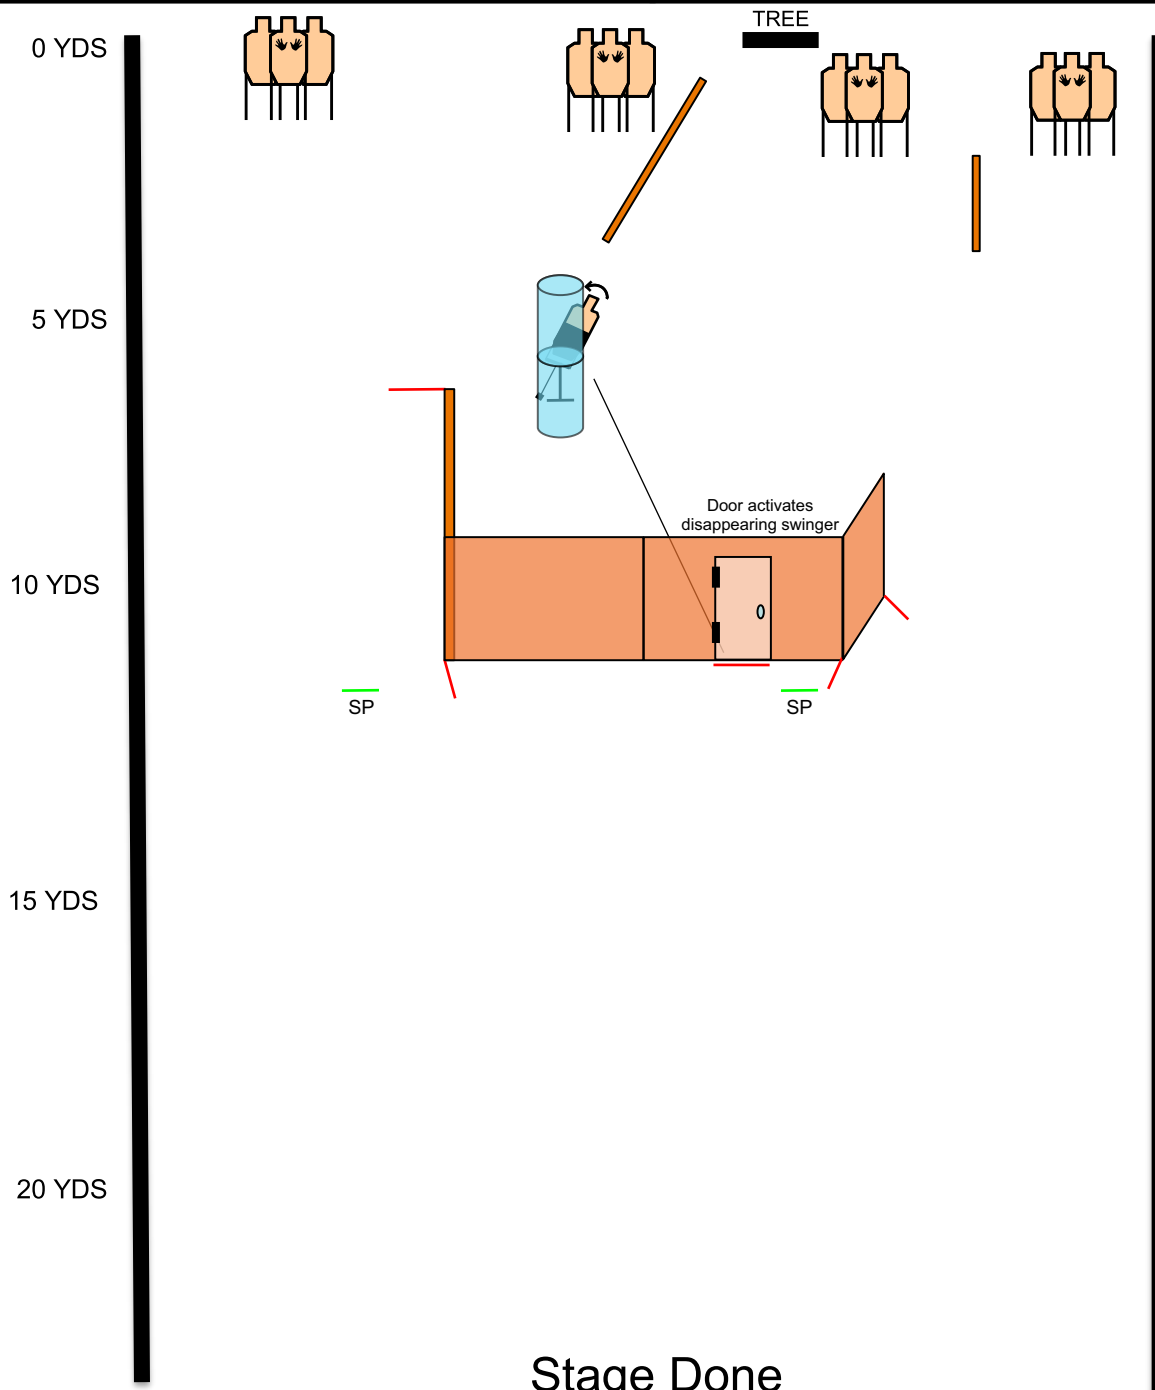 TREE
0 YDS
5 YDS
Door activates
disappearing swinger
10 YDS
SP
SP
15 YDS
20 YDS
Stage Done